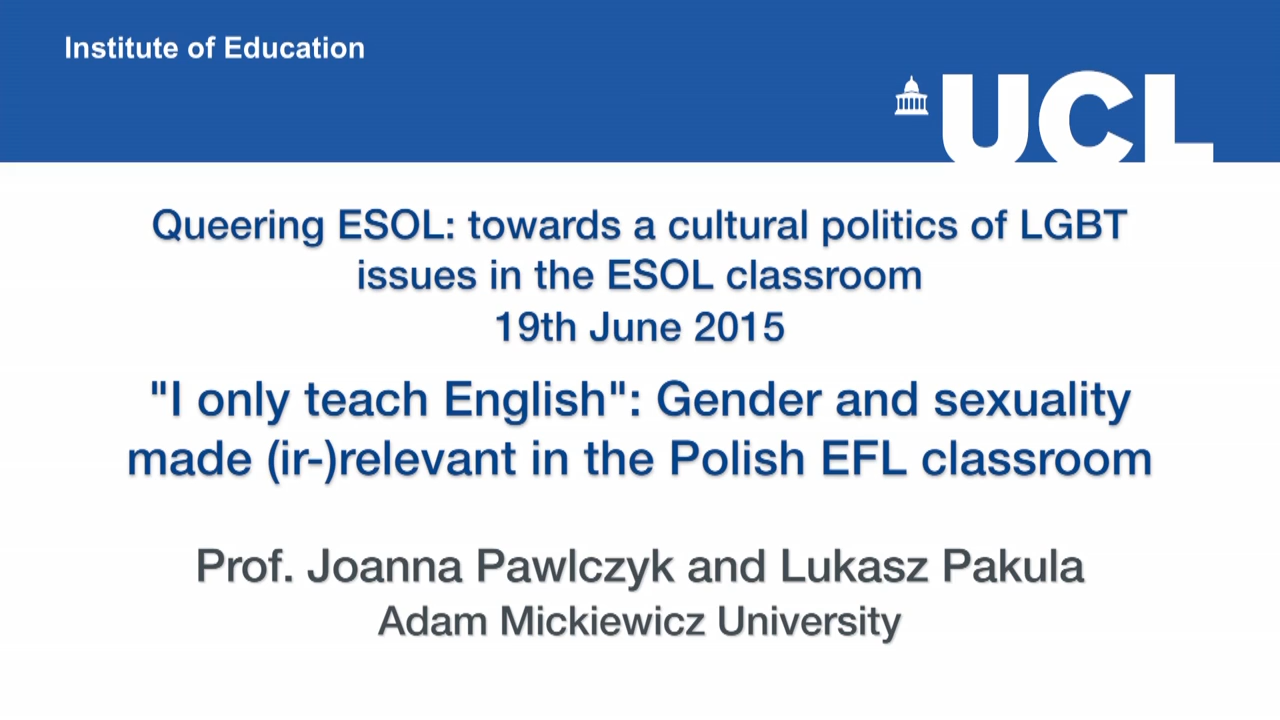 Institute of Education
UCL
Queering ESOL: towards a cultural politics of LGBT
issues in the ESOL classroom
19th June 2015
"I only teach English": Gender and sexuality
made (ir-)relevant in the Polish EFL classroom
Prof. Joanna Pawlczyk and Lukasz Pakula
Adam Mickiewicz University